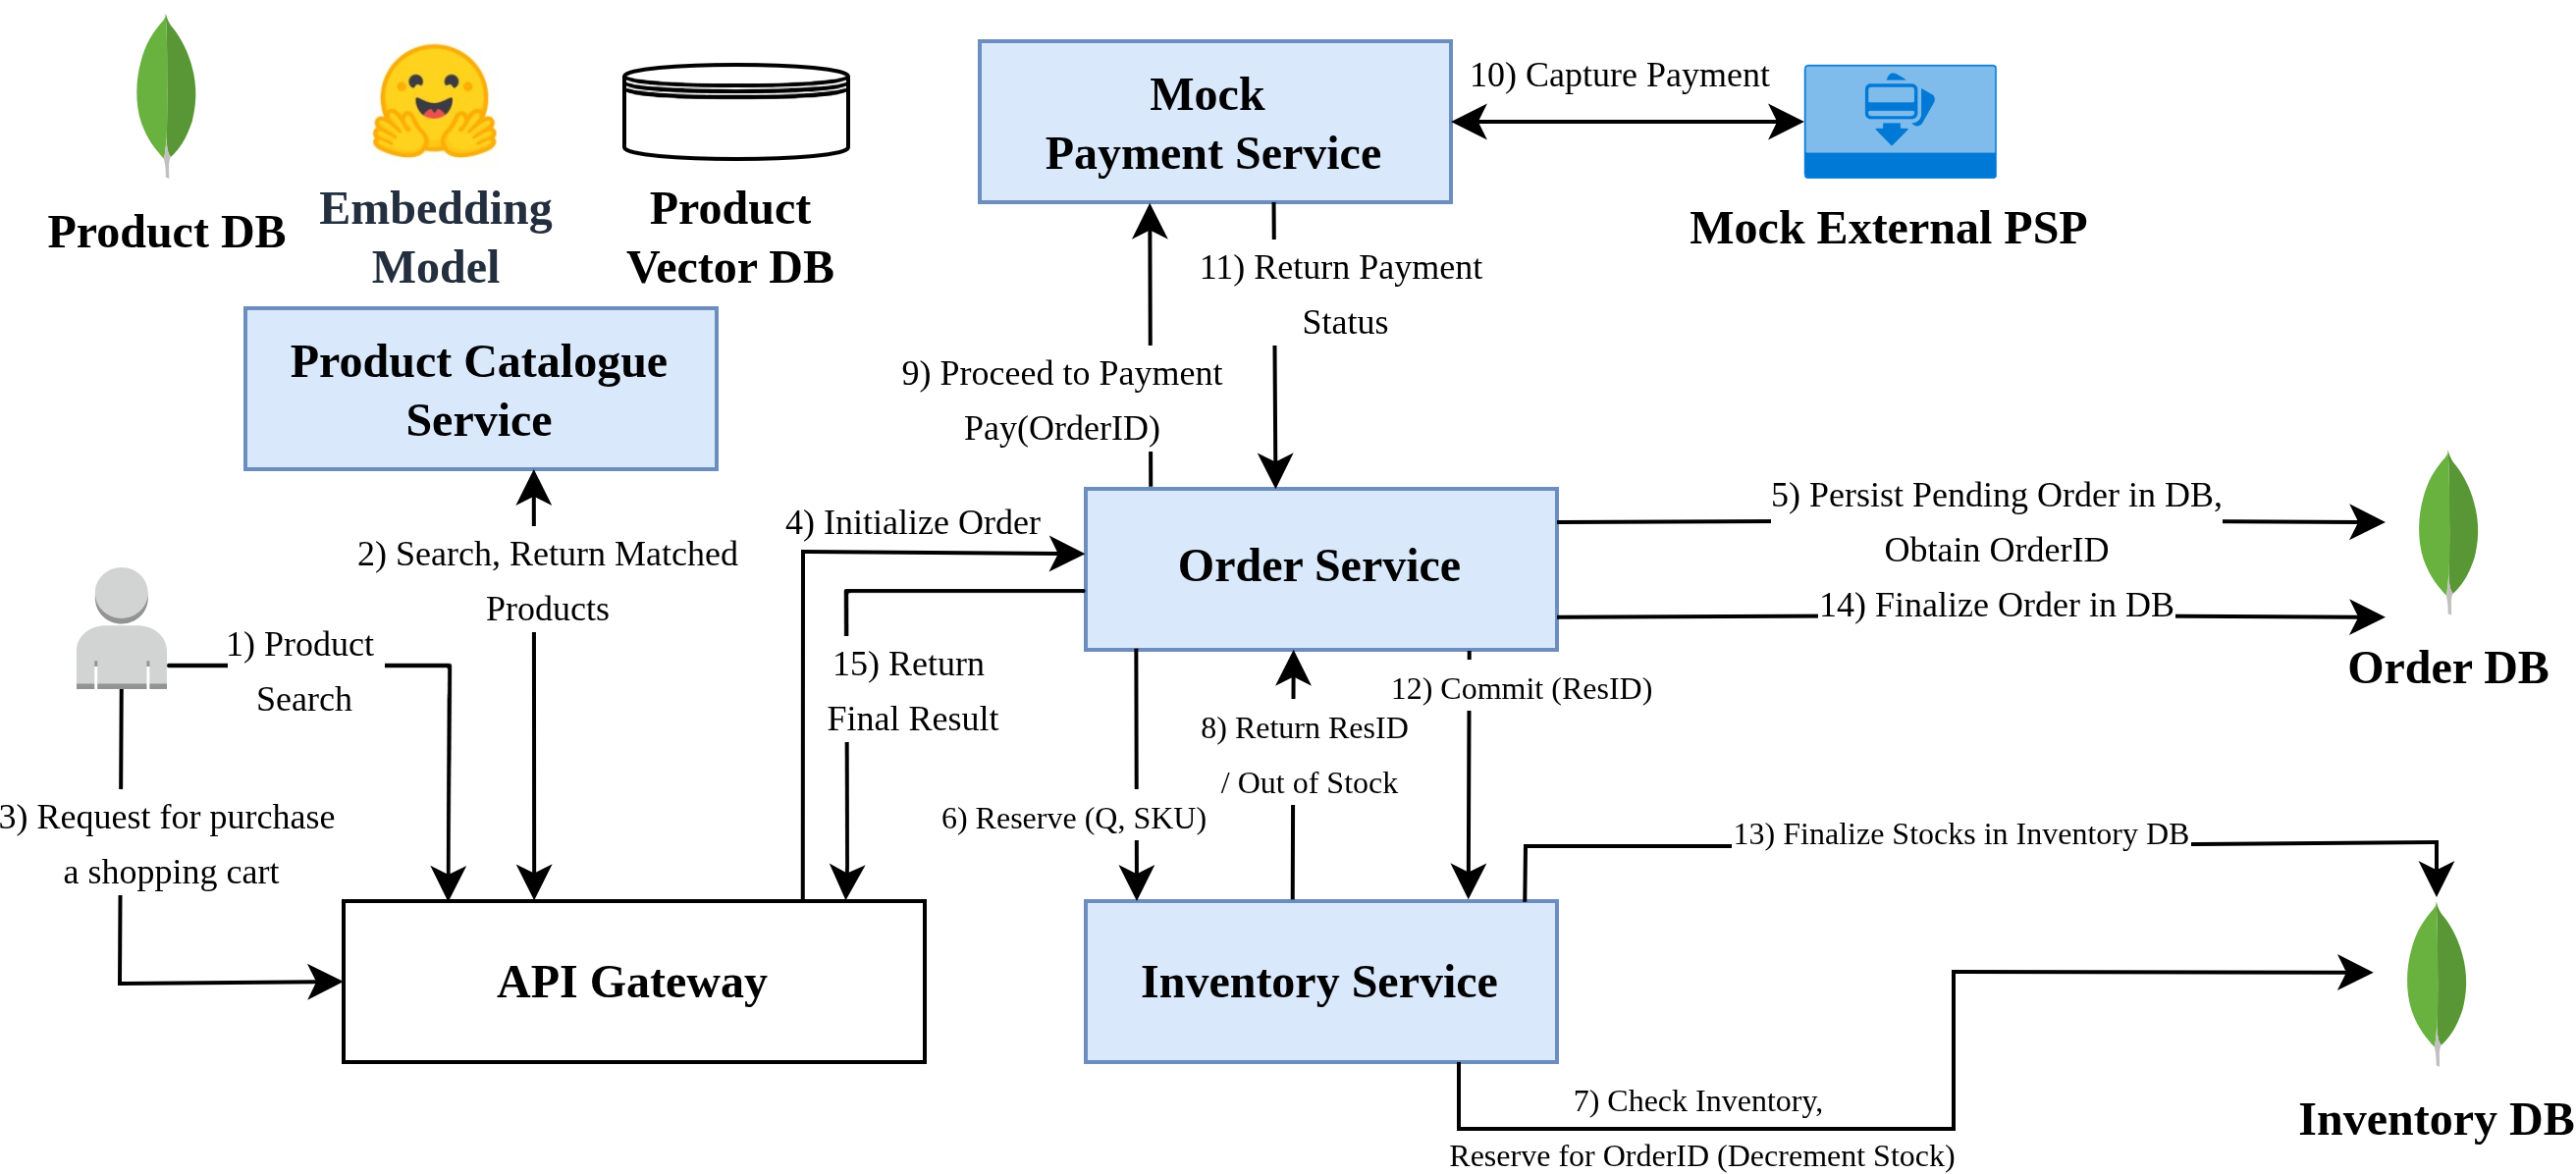 Product DB
Embedding
Model
Product
Vector DB
Mock
Payment Service
10) Capture Payment
Mock External PSP
11) Return Payment
Status
9) Proceed to Payment
Pay(OrderID)
Product Catalogue
Service
2) Search, Return Matched
Products
1) Product
Search
3) Request for purchase
a shopping cart
4) Initialize Order
15) Return
Final Result
Order Service
5) Persist Pending Order in DB,
Obtain OrderID
14) Finalize Order in DB
Order DB
12) Commit (ResID)
8) Return ResID
/ Out of Stock
6) Reserve (Q, SKU)
13) Finalize Stocks in Inventory DB
API Gateway
Inventory Service
7) Check Inventory,
Reserve for OrderID (Decrement Stock)
Inventory DB